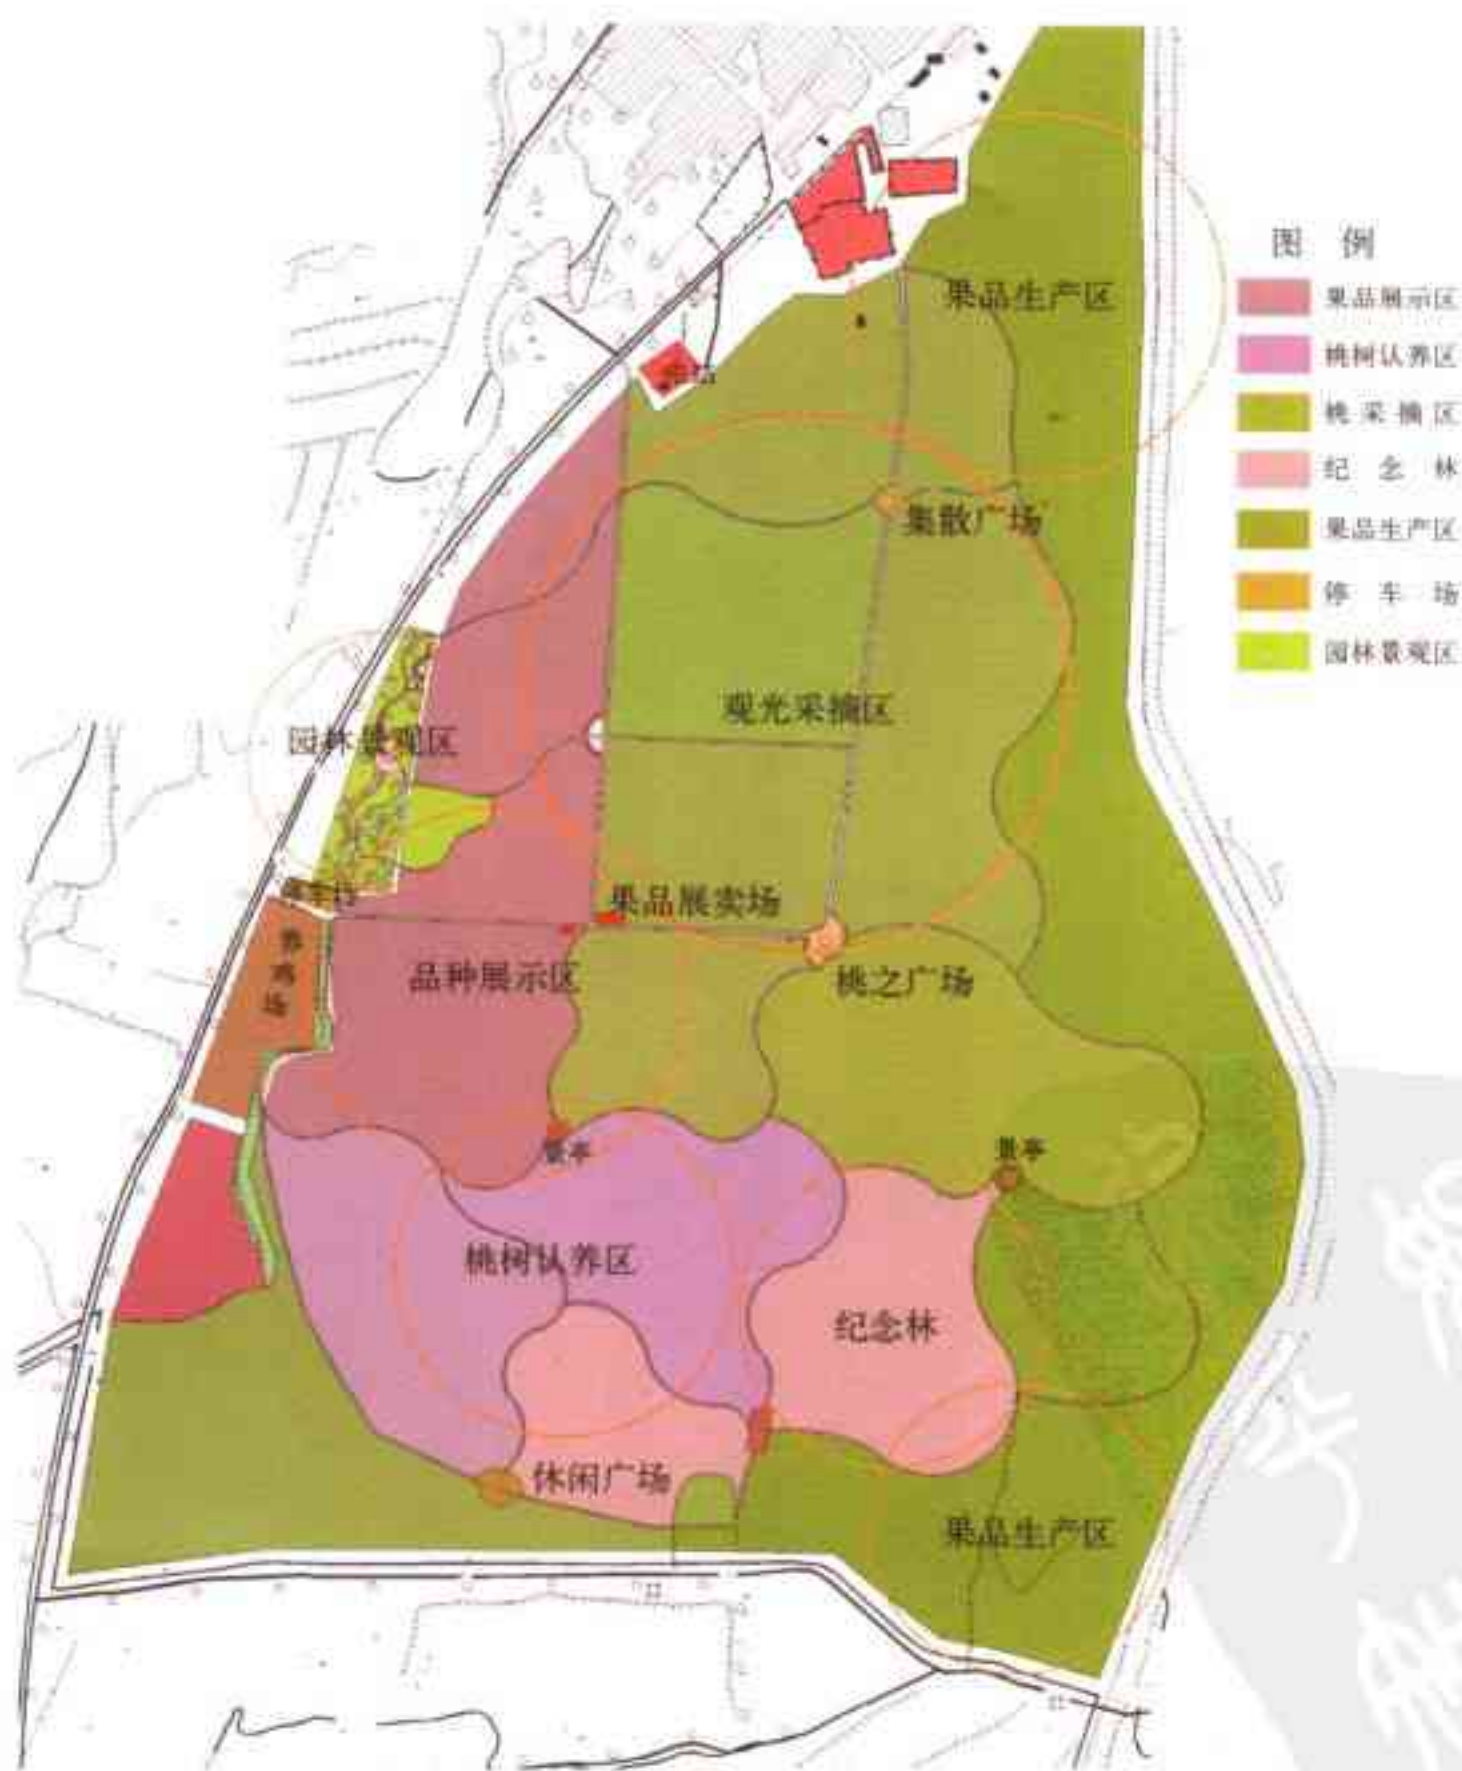 图 例
果品展示区
桃树认养区
桃采摘区
纪念林
果品生产区
停车场
园林景观区
果品生产区
集散广场
观光采摘区
园林景观区
果品展卖场
养鸡场
品种展示区
桃之广场
景亭
景亭
桃树认养区
纪念林
休闲广场
果品生产区